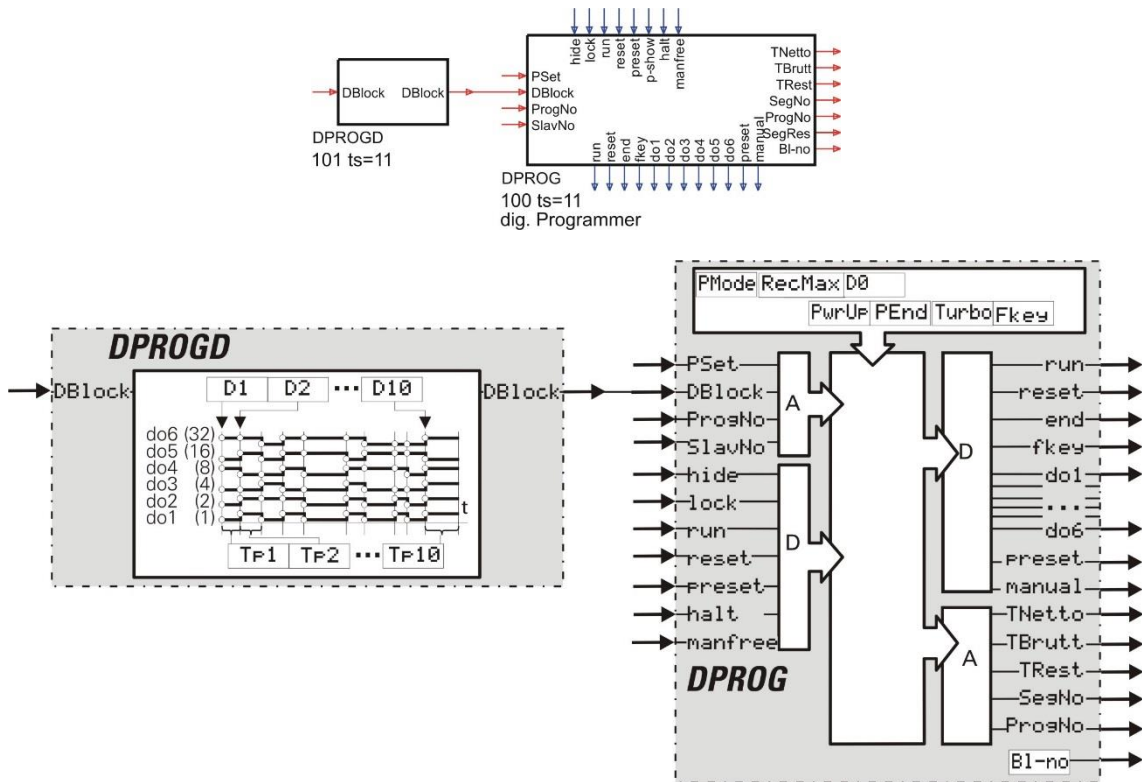 hide
lock
run
reset
preset
p-show
halt
manfree
PSet
DBlock
ProgNo
SlavNo
TNetto
TBrutt
TRest
SegNo
ProgNo
SegRes
Bl-no
run
reset
end
fkey
do1
do2
do3
do4
do5
do6
preset
manual
DBlock DBlock
DPROGD
101 ts=11
DPROG
100 ts=11
dig. Programmer
DPROGD
DBlock
DBlock
D1 D2 ••• D10
do6 (32)
do5 (16)
do4 (8)
do3 (4)
do2 (2)
do1 (1)
t
Tp1 Tp2 ••• Tp10
PMode RecMax D0
PwrUp PEnd Turbo Fkey
PSet
DBlock
ProgNo
SlavNo
A
hide
lock
run
reset
preset
halt
manfree
D
DPROG
D
run
reset
end
fkey
do1
...
do6
preset
manual
A
TNetto
TBrutt
TRest
SegNo
ProgNo
Bl-no